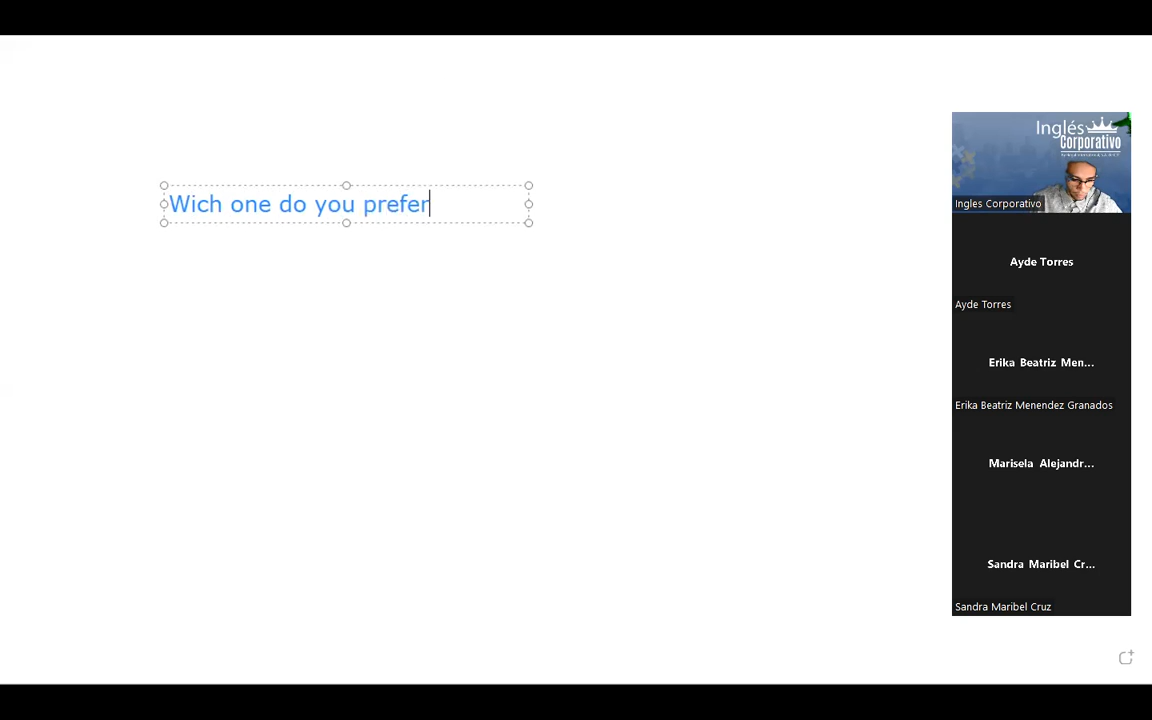 Wich one do you prefer
Inglés
Corporativo
Ingles Corporativo
Ayde Torres
Ayde Torres
Erika Beatriz Men...
Erika Beatriz Menendez Granados
Marisela Alejandr...
Sandra Maribel Cr...
Sandra Maribel Cruz